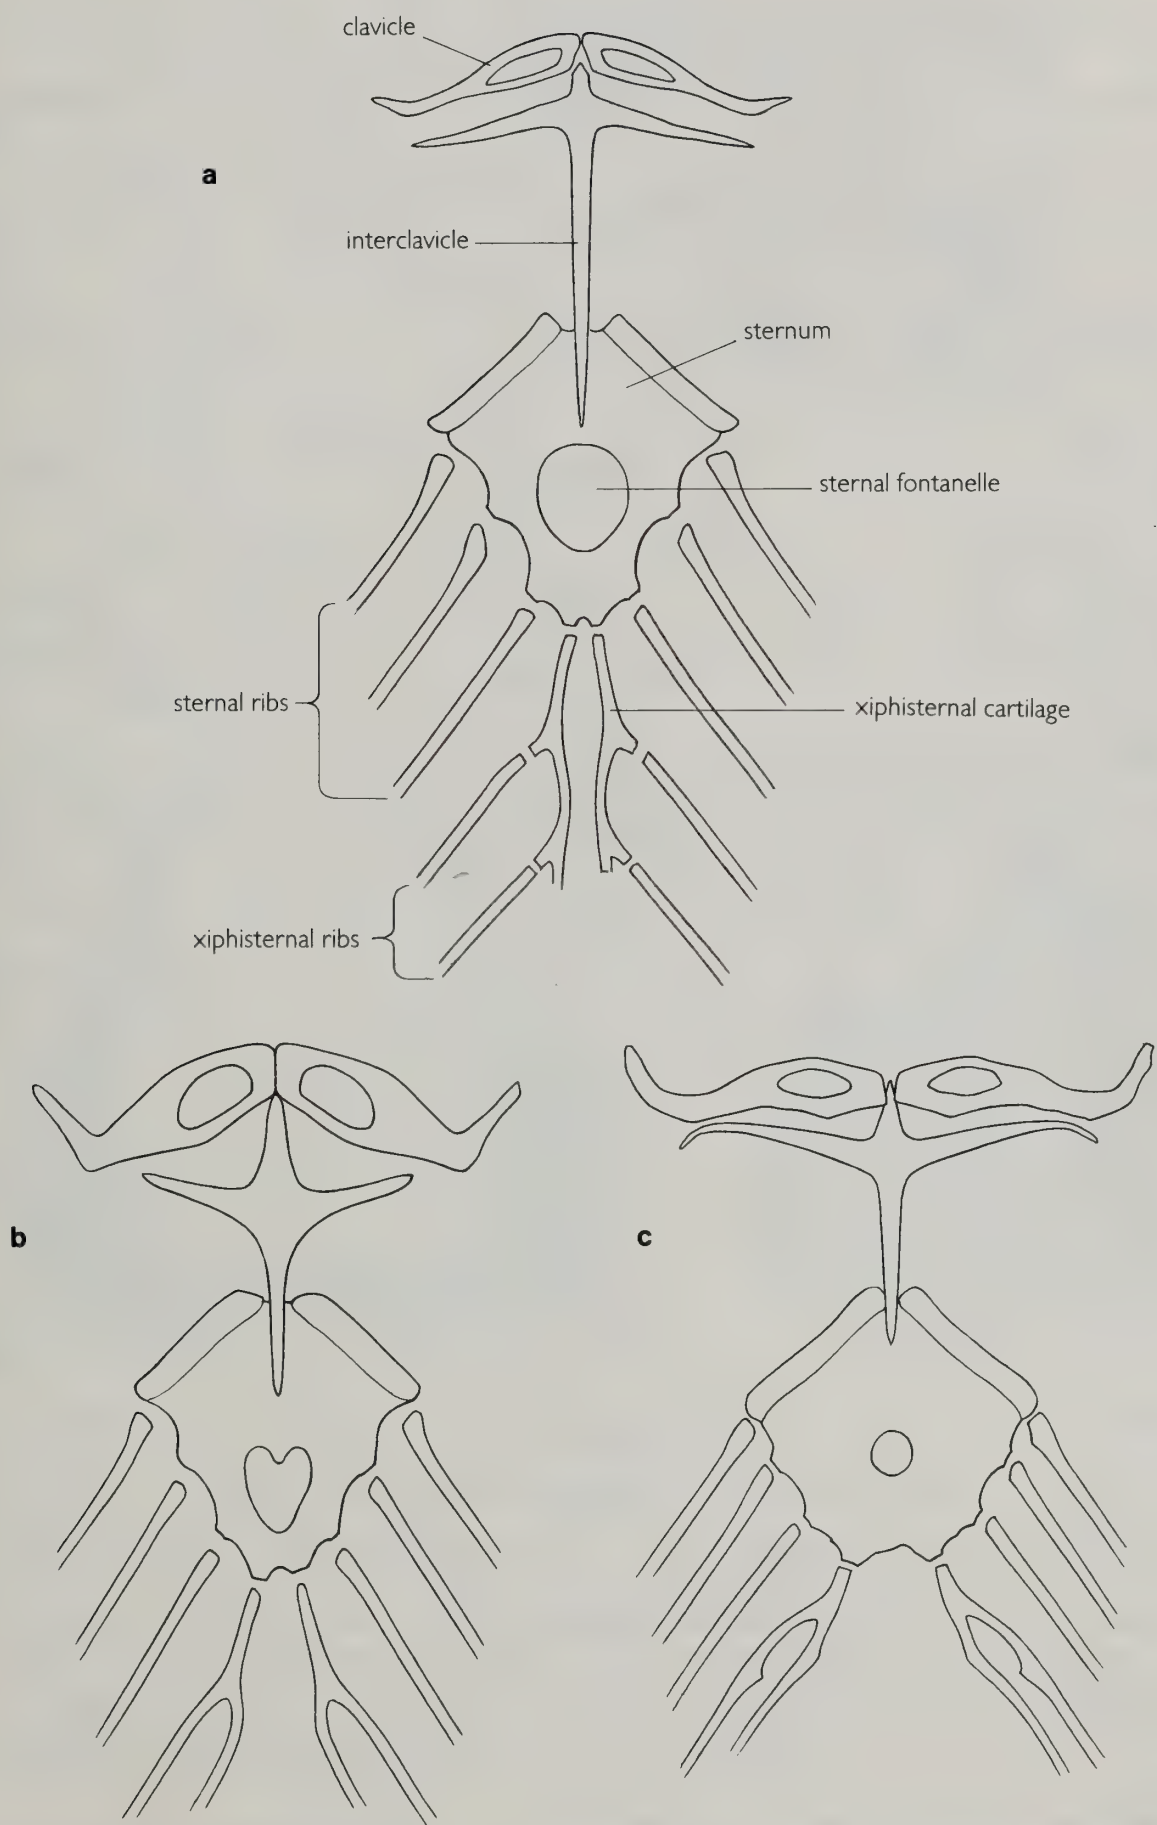 clavicle
a
interclavicle
sternum
sternal fontanelle
sternal ribs
xiphisternal cartilage
xiphisternal ribs
b
c